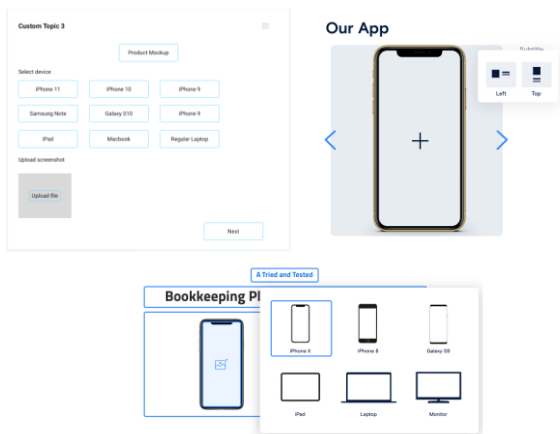 Custom Topic 3
Product Mockup
Select device
iPhone 11
iPhone 10
iPhone 9
Samsung Note
Galaxy S10
iPhone 9
iPad
Macbook
Regular Laptop
Upload screenshot
Upload file
Next
Our App
Subtitle
Left
Top
A Tried and Tested
Bookkeeping Pl
iPhone X
iPhone 8
Galaxy S9
iPad
Laptop
Monitor